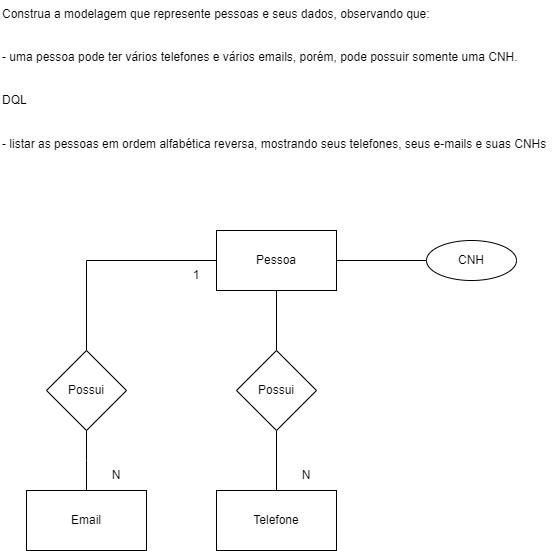 Construa a modelagem que represente pessoas e seus dados, observando que:
- uma pessoa pode ter vários telefones e vários emails, porém, pode possuir somente uma CNH.
DQL
- listar as pessoas em ordem alfabética reversa, mostrando seus telefones, seus e-mails e suas CNHs
Pessoa
CNH
1
Possui
Possui
N
N
Email
Telefone